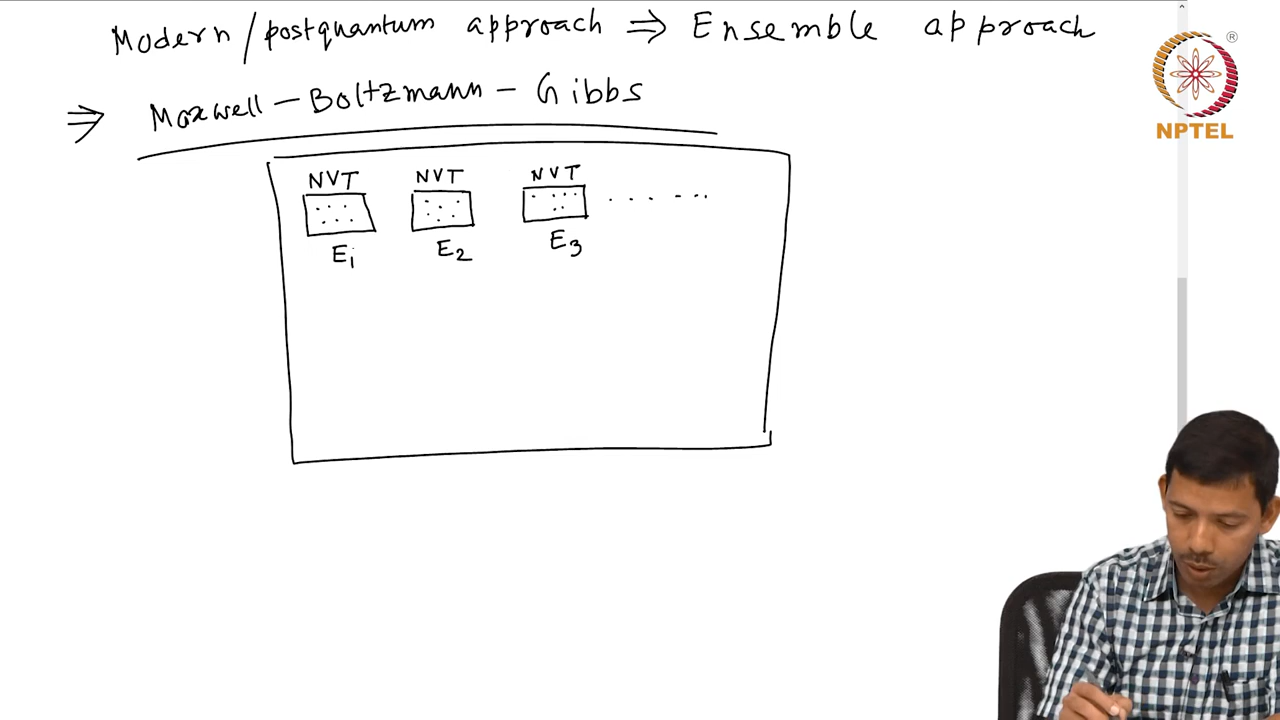 Modern/postquantum approach ⇒ Ensemble approach
⇒ Maxwell – Boltzmann – Gibbs
NVT NVT NVT
E₁ E₂ E₃
NPTEL
®